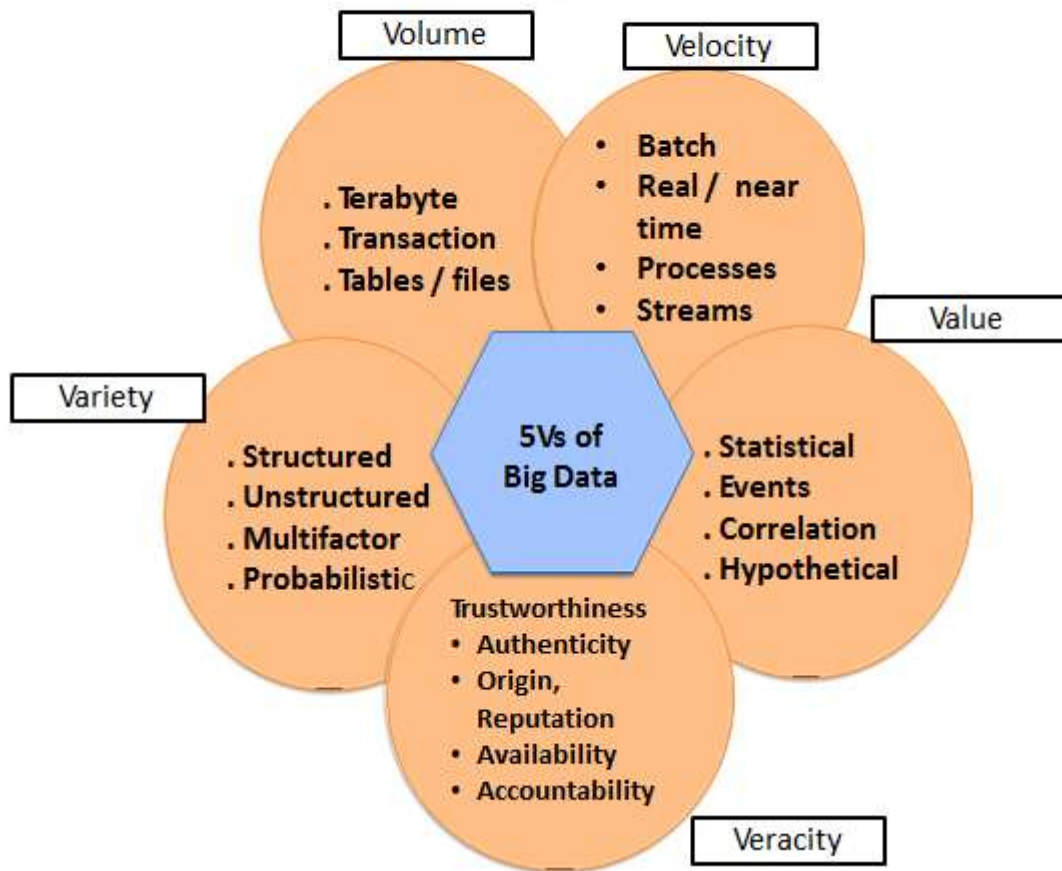 Volume
. Terabyte
. Transaction
. Tables / files
Velocity
• Batch
• Real / near
time
• Processes
• Streams
Value
. Statistical
. Events
. Correlation
. Hypothetical
Variety
. Structured
. Unstructured
. Multifactor
. Probabilistic
5Vs of
Big Data
Trustworthiness
• Authenticity
• Origin,
Reputation
• Availability
• Accountability
Veracity